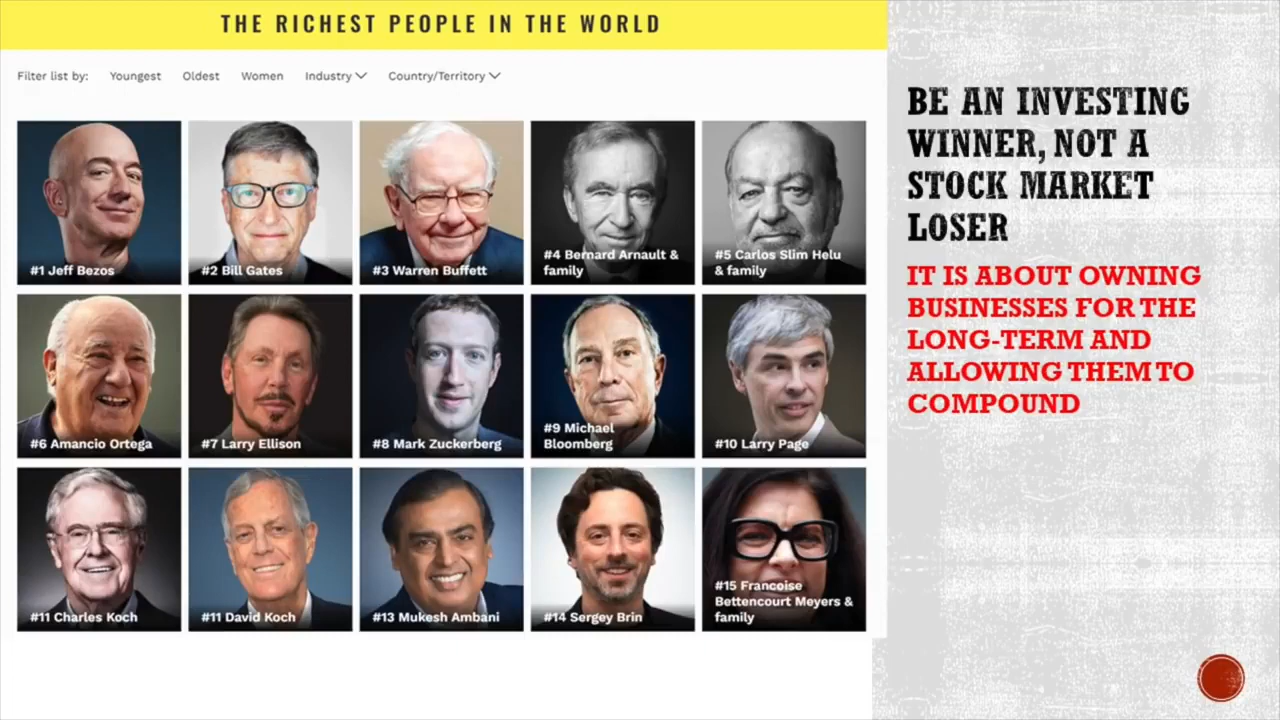 THE RICHEST PEOPLE IN THE WORLD
Filter list by: Youngest Oldest Women Industry Country/Territory
#1 Jeff Bezos
#2 Bill Gates
#3 Warren Buffett
#4 Bernard Arnault &
family
#5 Carlos Slim Helu
& family
#6 Amancio Ortega
#7 Larry Ellison
#8 Mark Zuckerberg
#9 Michael
Bloomberg
#10 Larry Page
#11 Charles Koch
#11 David Koch
#13 Mukesh Ambani
#14 Sergey Brin
#15 Francoise
Bettencourt Meyers &
family
BE AN INVESTING
WINNER, NOT A
STOCK MARKET
LOSER
IT IS ABOUT OWNING
BUSINESSES FOR THE
LONG-TERM AND
ALLOWING THEM TO
COMPOUND